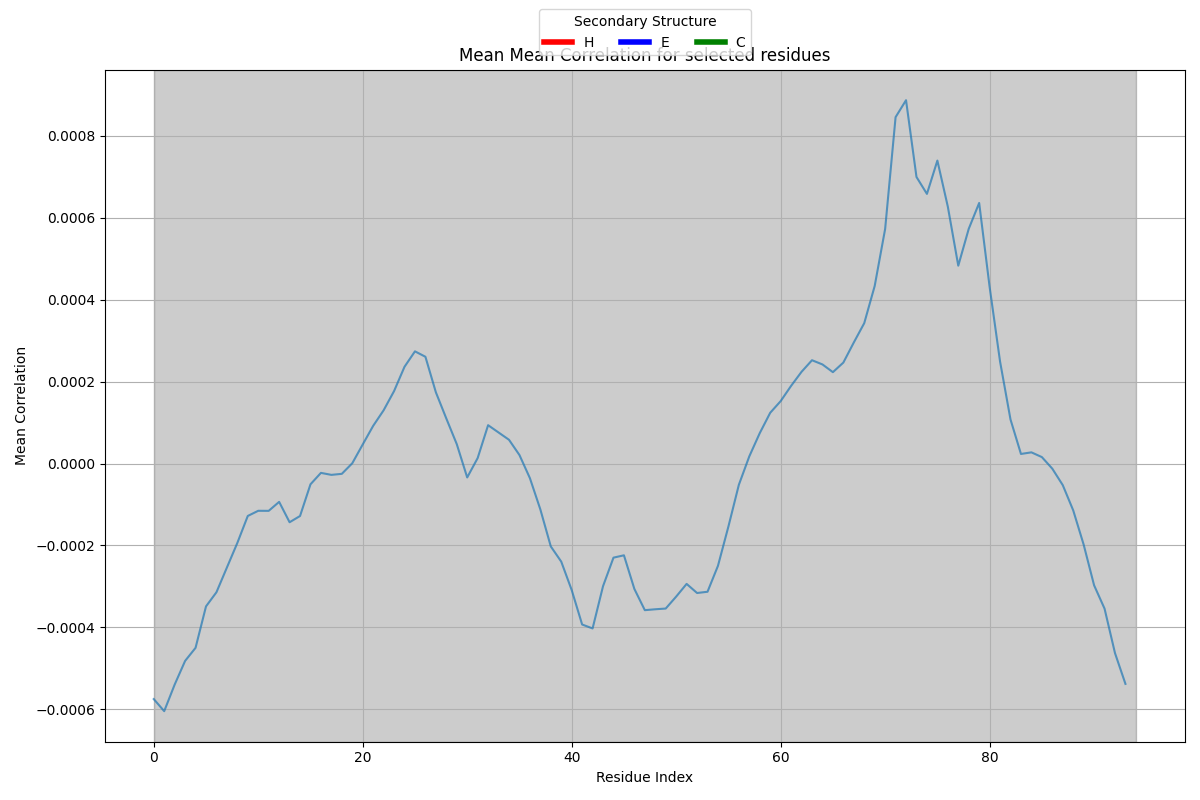 Secondary Structure
H E C
Mean Mean Correlation for selected residues
Mean Correlation
0.0008
0.0006
0.0004
0.0002
0.0000
−0.0002
−0.0004
−0.0006
0 20 40 60 80
Residue Index